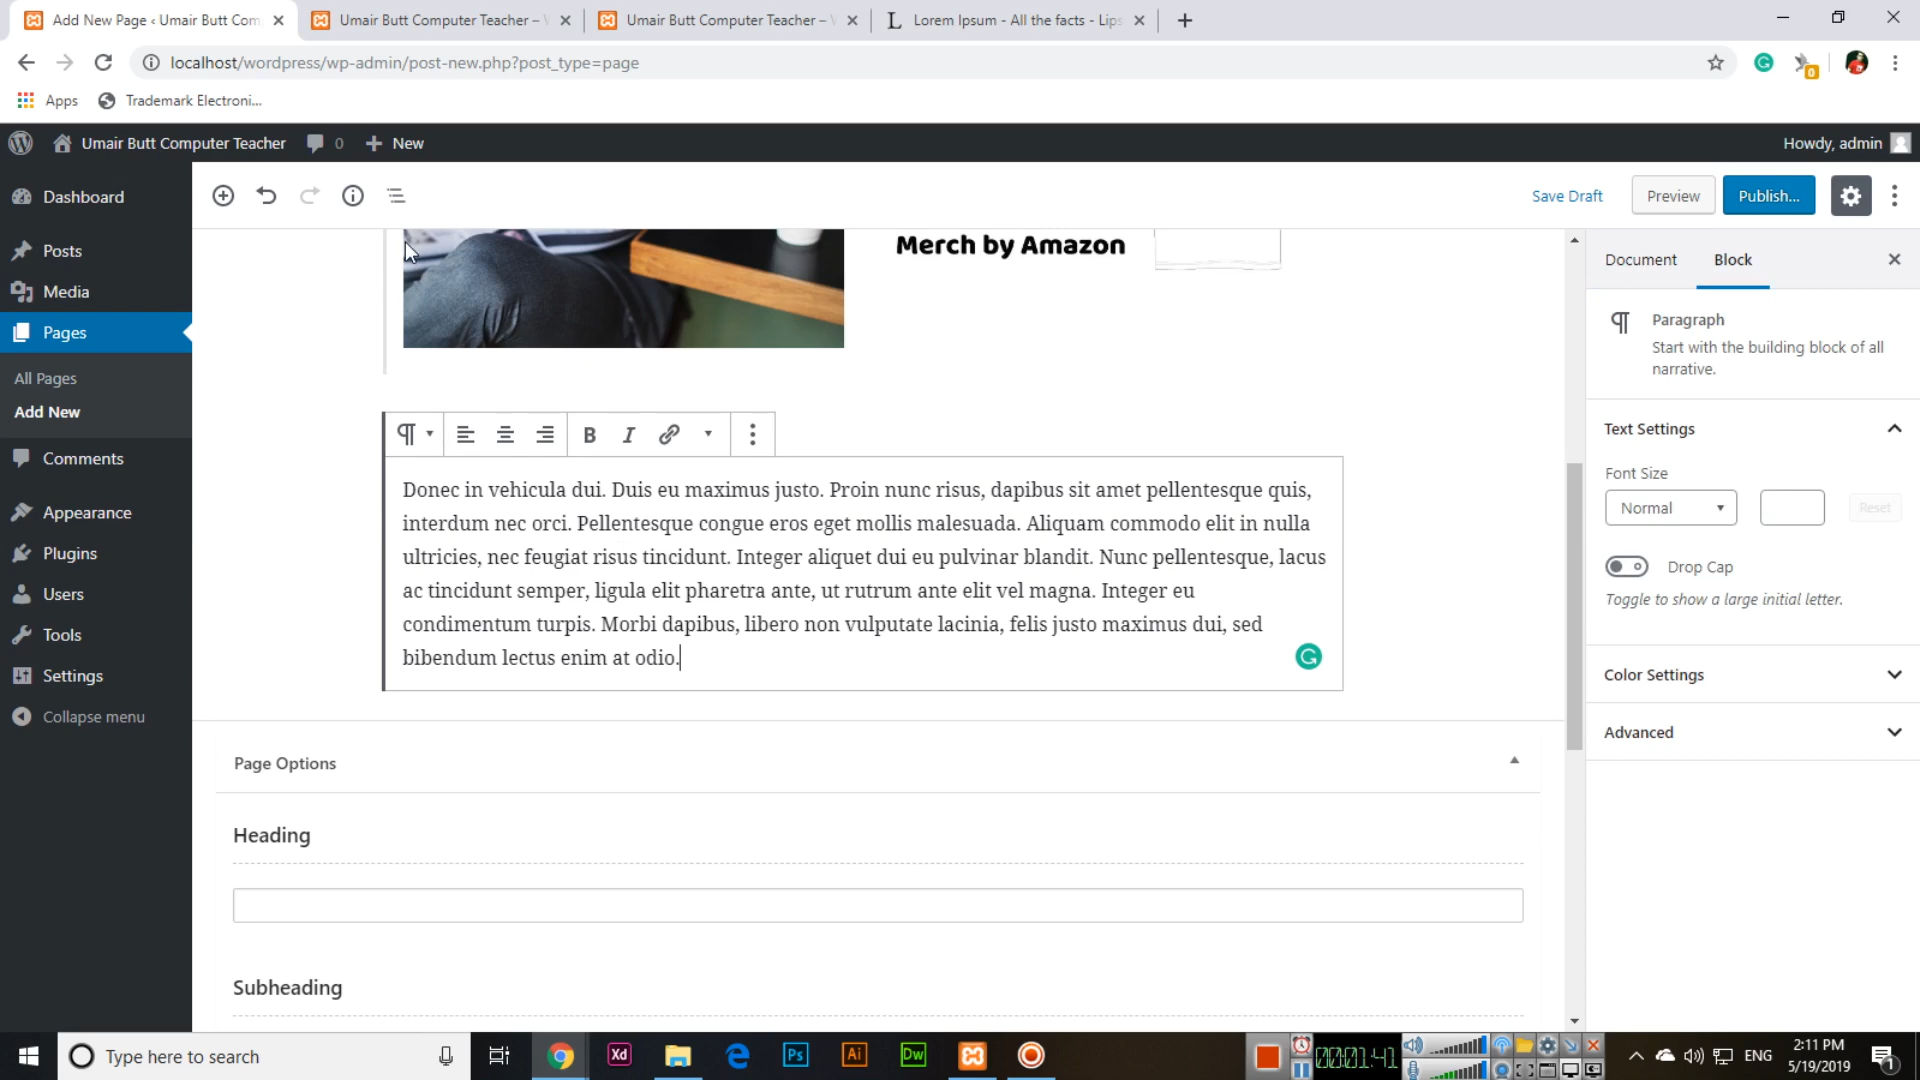 Add New Page ‹ Umair Butt Com
Umair Butt Computer Teacher –
Umair Butt Computer Teacher –
Lorem Ipsum - All the facts - Lips
localhost/wordpress/wp-admin/post-new.php?post_type=page
0
Apps
Trademark Electroni...
Umair Butt Computer Teacher
0
New
Howdy, admin
Dashboard
Posts
Media
Pages
All Pages
Add New
Comments
Appearance
Plugins
Users
Tools
Settings
Collapse menu
Save Draft
Preview
Publish...
Merch by Amazon
B I
Donec in vehicula dui. Duis eu maximus justo. Proin nunc risus, dapibus sit amet pellentesque quis,
interdum nec orci. Pellentesque congue eros eget mollis malesuada. Aliquam commodo elit in nulla
ultricies, nec feugiat risus tincidunt. Integer aliquet dui eu pulvinar blandit. Nunc pellentesque, lacus
ac tincidunt semper, ligula elit pharetra ante, ut rutrum ante elit vel magna. Integer eu
condimentum turpis. Morbi dapibus, libero non vulputate lacinia, felis justo maximus dui, sed
bibendum lectus enim at odio.
Page Options
Heading
Subheading
Document
Block
Paragraph
Start with the building block of all
narrative.
Text Settings
Font Size
Normal
Reset
Drop Cap
Toggle to show a large initial letter.
Color Settings
Advanced
Type here to search
Xd
Ps
Ai
Dw
00:01:41
ENG
2:11 PM
5/19/2019
1